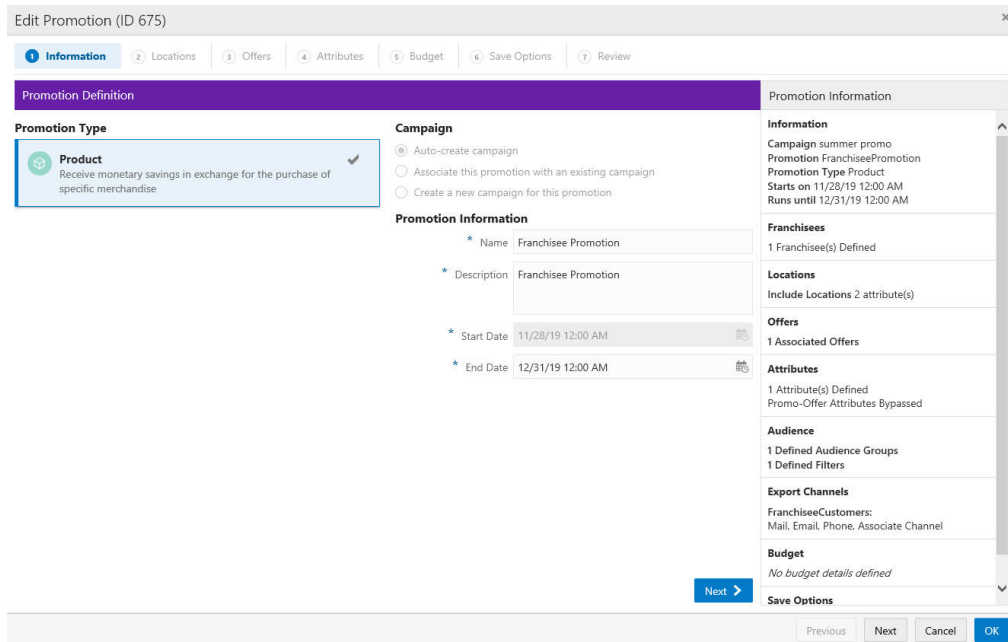 Edit Promotion (ID 675)
×
1 Information
2 Locations
3 Offers
4 Attributes
5 Budget
6 Save Options
7 Review
Promotion Definition
Promotion Type
Product
Receive monetary savings in exchange for the purchase of
specific merchandise
Campaign
Auto-create campaign
Associate this promotion with an existing campaign
Create a new campaign for this promotion
Promotion Information
* Name Franchisee Promotion
* Description Franchisee Promotion
* Start Date 11/28/19 12:00 AM
* End Date 12/31/19 12:00 AM
Next
Promotion Information
Information
Campaign summer promo
Promotion FranchiseePromotion
Promotion Type Product
Starts on 11/28/19 12:00 AM
Runs until 12/31/19 12:00 AM
Franchisees
1 Franchisee(s) Defined
Locations
Include Locations 2 attribute(s)
Offers
1 Associated Offers
Attributes
1 Attribute(s) Defined
Promo-Offer Attributes Bypassed
Audience
1 Defined Audience Groups
1 Defined Filters
Export Channels
FranchiseeCustomers:
Mail, Email, Phone, Associate Channel
Budget
No budget details defined
Save Options
Previous
Next
Cancel
OK